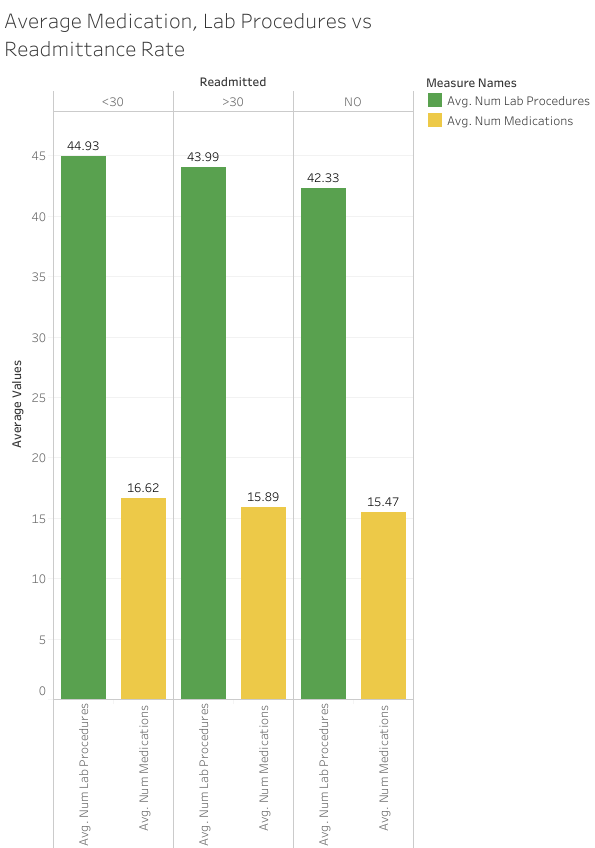 Average Medication, Lab Procedures vs
Readmittance Rate
Readmitted
<30
>30
NO
Measure Names
Avg. Num Lab Procedures
Avg. Num Medications
Average Values
45
40
35
30
25
20
15
10
5
0
44.93
16.62
43.99
15.89
42.33
15.47
Avg. Num Lab Procedures
Avg. Num Medications
Avg. Num Lab Procedures
Avg. Num Medications
Avg. Num Lab Procedures
Avg. Num Medications